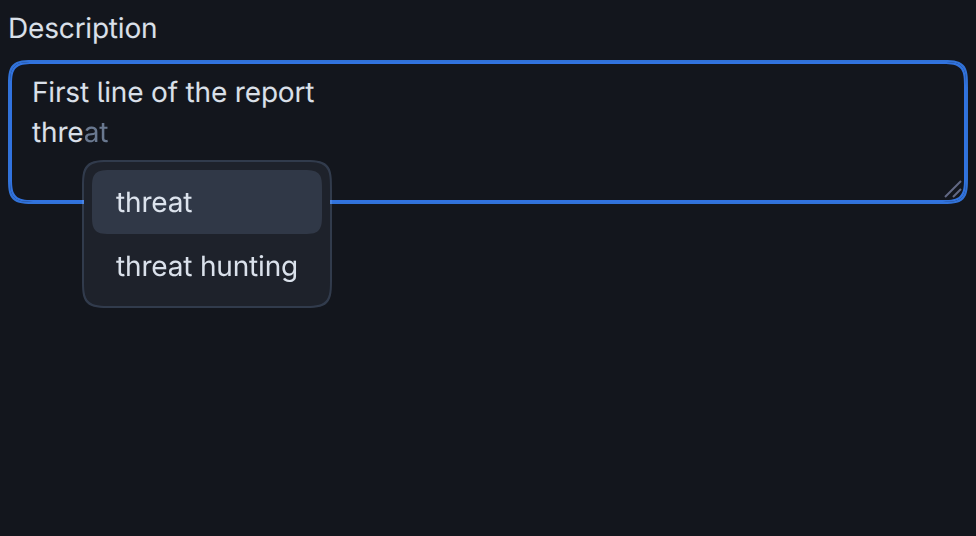 Description
First line of the report
threat
threat
threat hunting